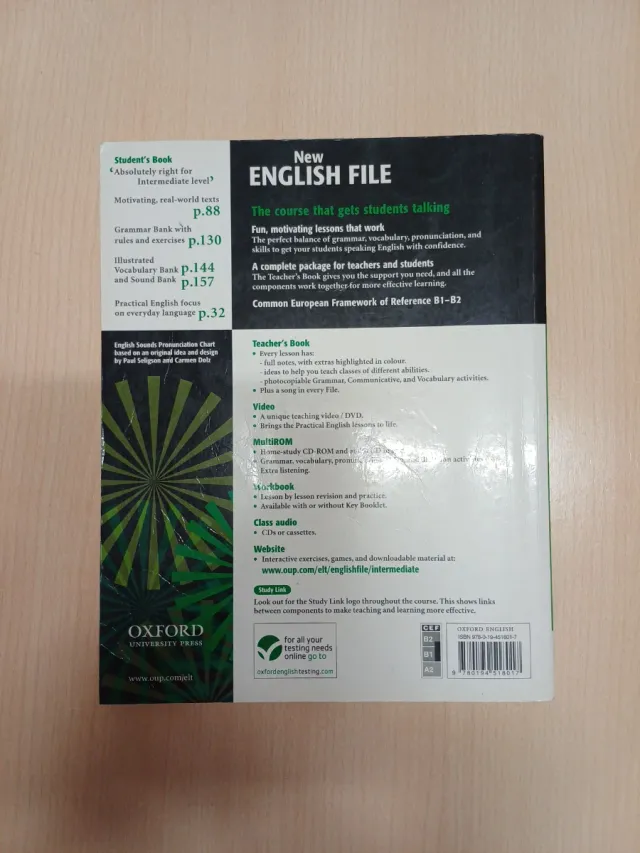 Student's Book
‘Absolutely right for
Intermediate level’
Motivating, real-world texts
p.88
Grammar Bank with
rules and exercises p.130
Illustrated
Vocabulary Bank p.144
and Sound Bank p.157
Practical English focus
on everyday language p.32
English Sounds Pronunciation Chart
based on an original idea and design
by Paul Seligson and Carmen Dolz
OXFORD
UNIVERSITY PRESS
www.oup.com/elt
New
ENGLISH FILE
The course that gets students talking
Fun, motivating lessons that work
The perfect balance of grammar, vocabulary, pronunciation, and
skills to get your students speaking English with confidence.
A complete package for teachers and students
The Teacher's Book gives you the support you need, and all the
components work together for more effective learning.
Common European Framework of Reference B1–B2
Teacher's Book
• Every lesson has:
- full notes, with extras highlighted in colour.
- ideas to help you teach classes of different abilities.
- photocopiable Grammar, Communicative, and Vocabulary activities.
• Plus a song in every File.
Video
• A unique teaching video / DVD.
• Brings the Practical English lessons to life.
MultiROM
• Home-study CD-ROM and
• Grammar, vocabulary,
Extra listening.
Workbook
• Lesson by lesson revision and practice.
• Available with or without Key Booklet.
Class audio
• CDs or cassettes.
Website
• Interactive exercises, games, and downloadable material at:
www.oup.com/elt/englishfile/intermediate
Study Link
Look out for the Study Link logo throughout the course. This shows links
between components to make teaching and learning more effective.
for all your
testing needs
online go to
oxfordenglishtesting.com
CEF
B2
B1
A2
OXFORD ENGLISH
ISBN 978-0-19-451801-7
9 780194 518017